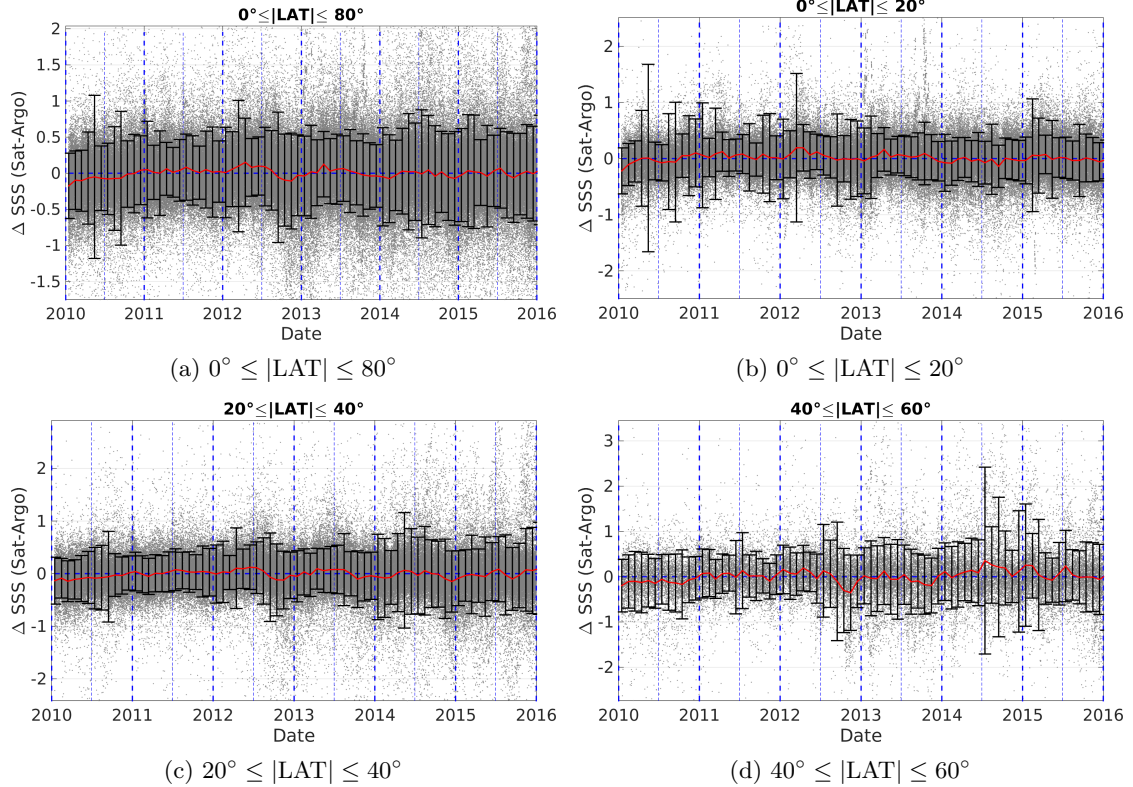 0°≤|LAT|≤ 80°
2
1.5
1
0.5
0
-0.5
-1
-1.5
Δ SSS (Sat-Argo)
2010 2011 2012 2013 2014 2015 2016
Date
(a) 0° ≤ |LAT| ≤ 80°
0°≤|LAT|≤ 20°
2
1
0
-1
-2
Δ SSS (Sat-Argo)
2010 2011 2012 2013 2014 2015 2016
Date
(b) 0° ≤ |LAT| ≤ 20°
20°≤|LAT|≤ 40°
2
1
0
-1
-2
Δ SSS (Sat-Argo)
2010 2011 2012 2013 2014 2015 2016
Date
(c) 20° ≤ |LAT| ≤ 40°
40°≤|LAT|≤ 60°
3
2
1
0
-1
-2
Δ SSS (Sat-Argo)
2010 2011 2012 2013 2014 2015 2016
Date
(d) 40° ≤ |LAT| ≤ 60°